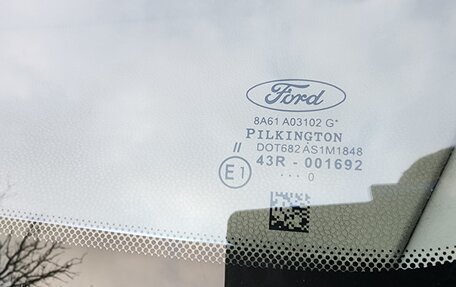 Ford
8A61 A03102 G*
PILKINGTON
// DOT682 AS1M1848
43R - 001692
E1
... 0